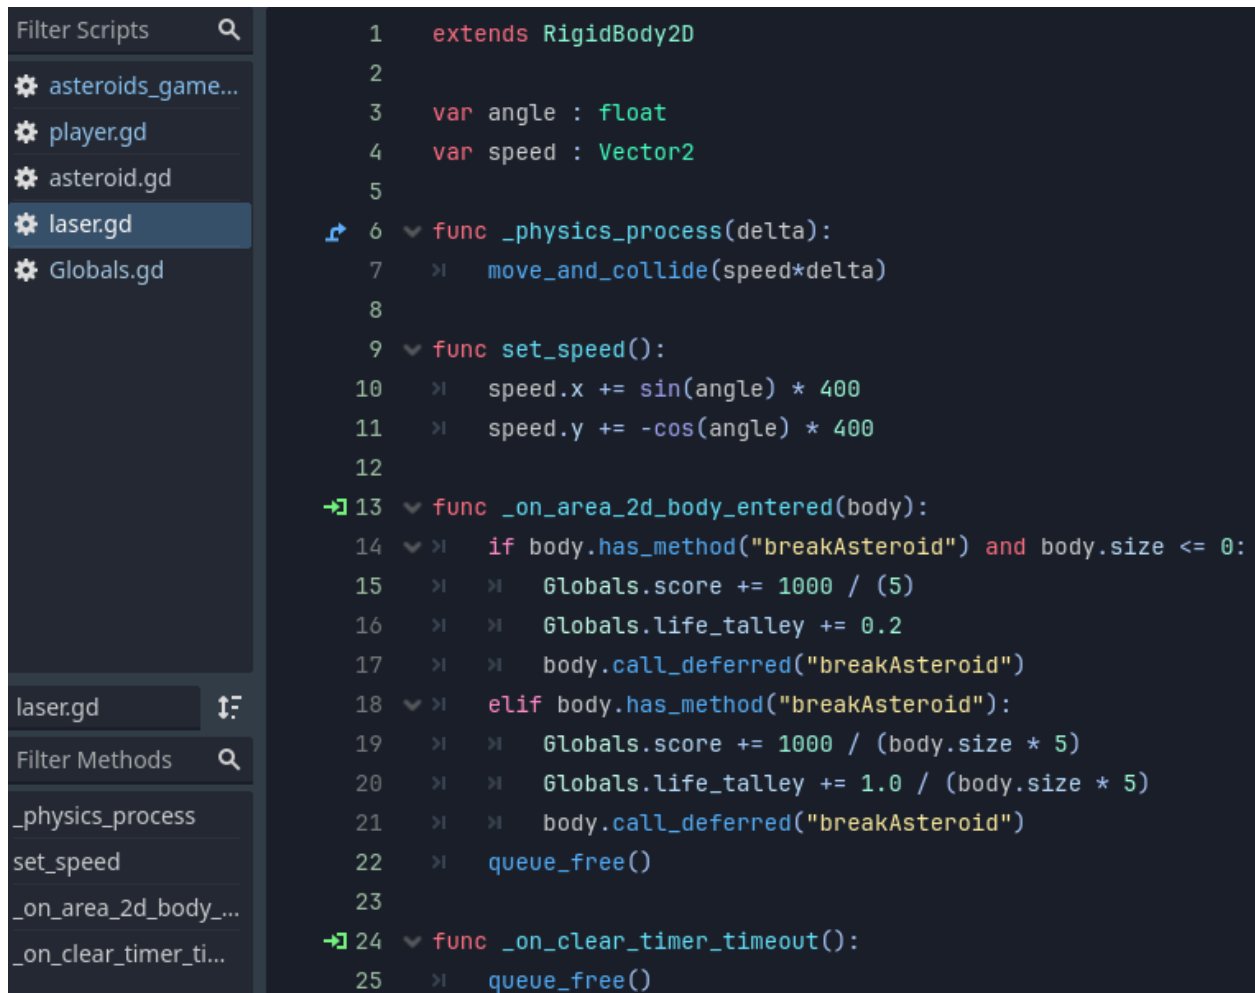 Filter Scripts
asteroids_game...
player.gd
asteroid.gd
laser.gd
Globals.gd
laser.gd
Filter Methods
_physics_process
set_speed
_on_area_2d_body_...
_on_clear_timer_ti...
1 extends RigidBody2D
2
3 var angle : float
4 var speed : Vector2
5
6 func _physics_process(delta):
7 move_and_collide(speed*delta)
8
9 func set_speed():
10 speed.x += sin(angle) * 400
11 speed.y += -cos(angle) * 400
12
13 func _on_area_2d_body_entered(body):
14 if body.has_method("breakAsteroid") and body.size <= 0:
15 Globals.score += 1000 / (5)
16 Globals.life_talley += 0.2
17 body.call_deferred("breakAsteroid")
18 elif body.has_method("breakAsteroid"):
19 Globals.score += 1000 / (body.size * 5)
20 Globals.life_talley += 1.0 / (body.size * 5)
21 body.call_deferred("breakAsteroid")
22 queue_free()
23
24 func _on_clear_timer_timeout():
25 queue_free()